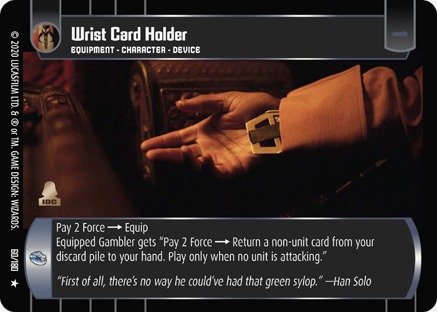 Wrist Card Holder
EQUIPMENT - CHARACTER - DEVICE
© 2020 LUCASFILM LTD. & ® or TM. GAME DESIGN: WIZARDS.
IDC
Pay 2 Force → Equip
Equipped Gambler gets “Pay 2 Force → Return a non-unit card from your
discard pile to your hand. Play only when no unit is attacking.”
“First of all, there's no way he could've had that green sylop.” —Han Solo